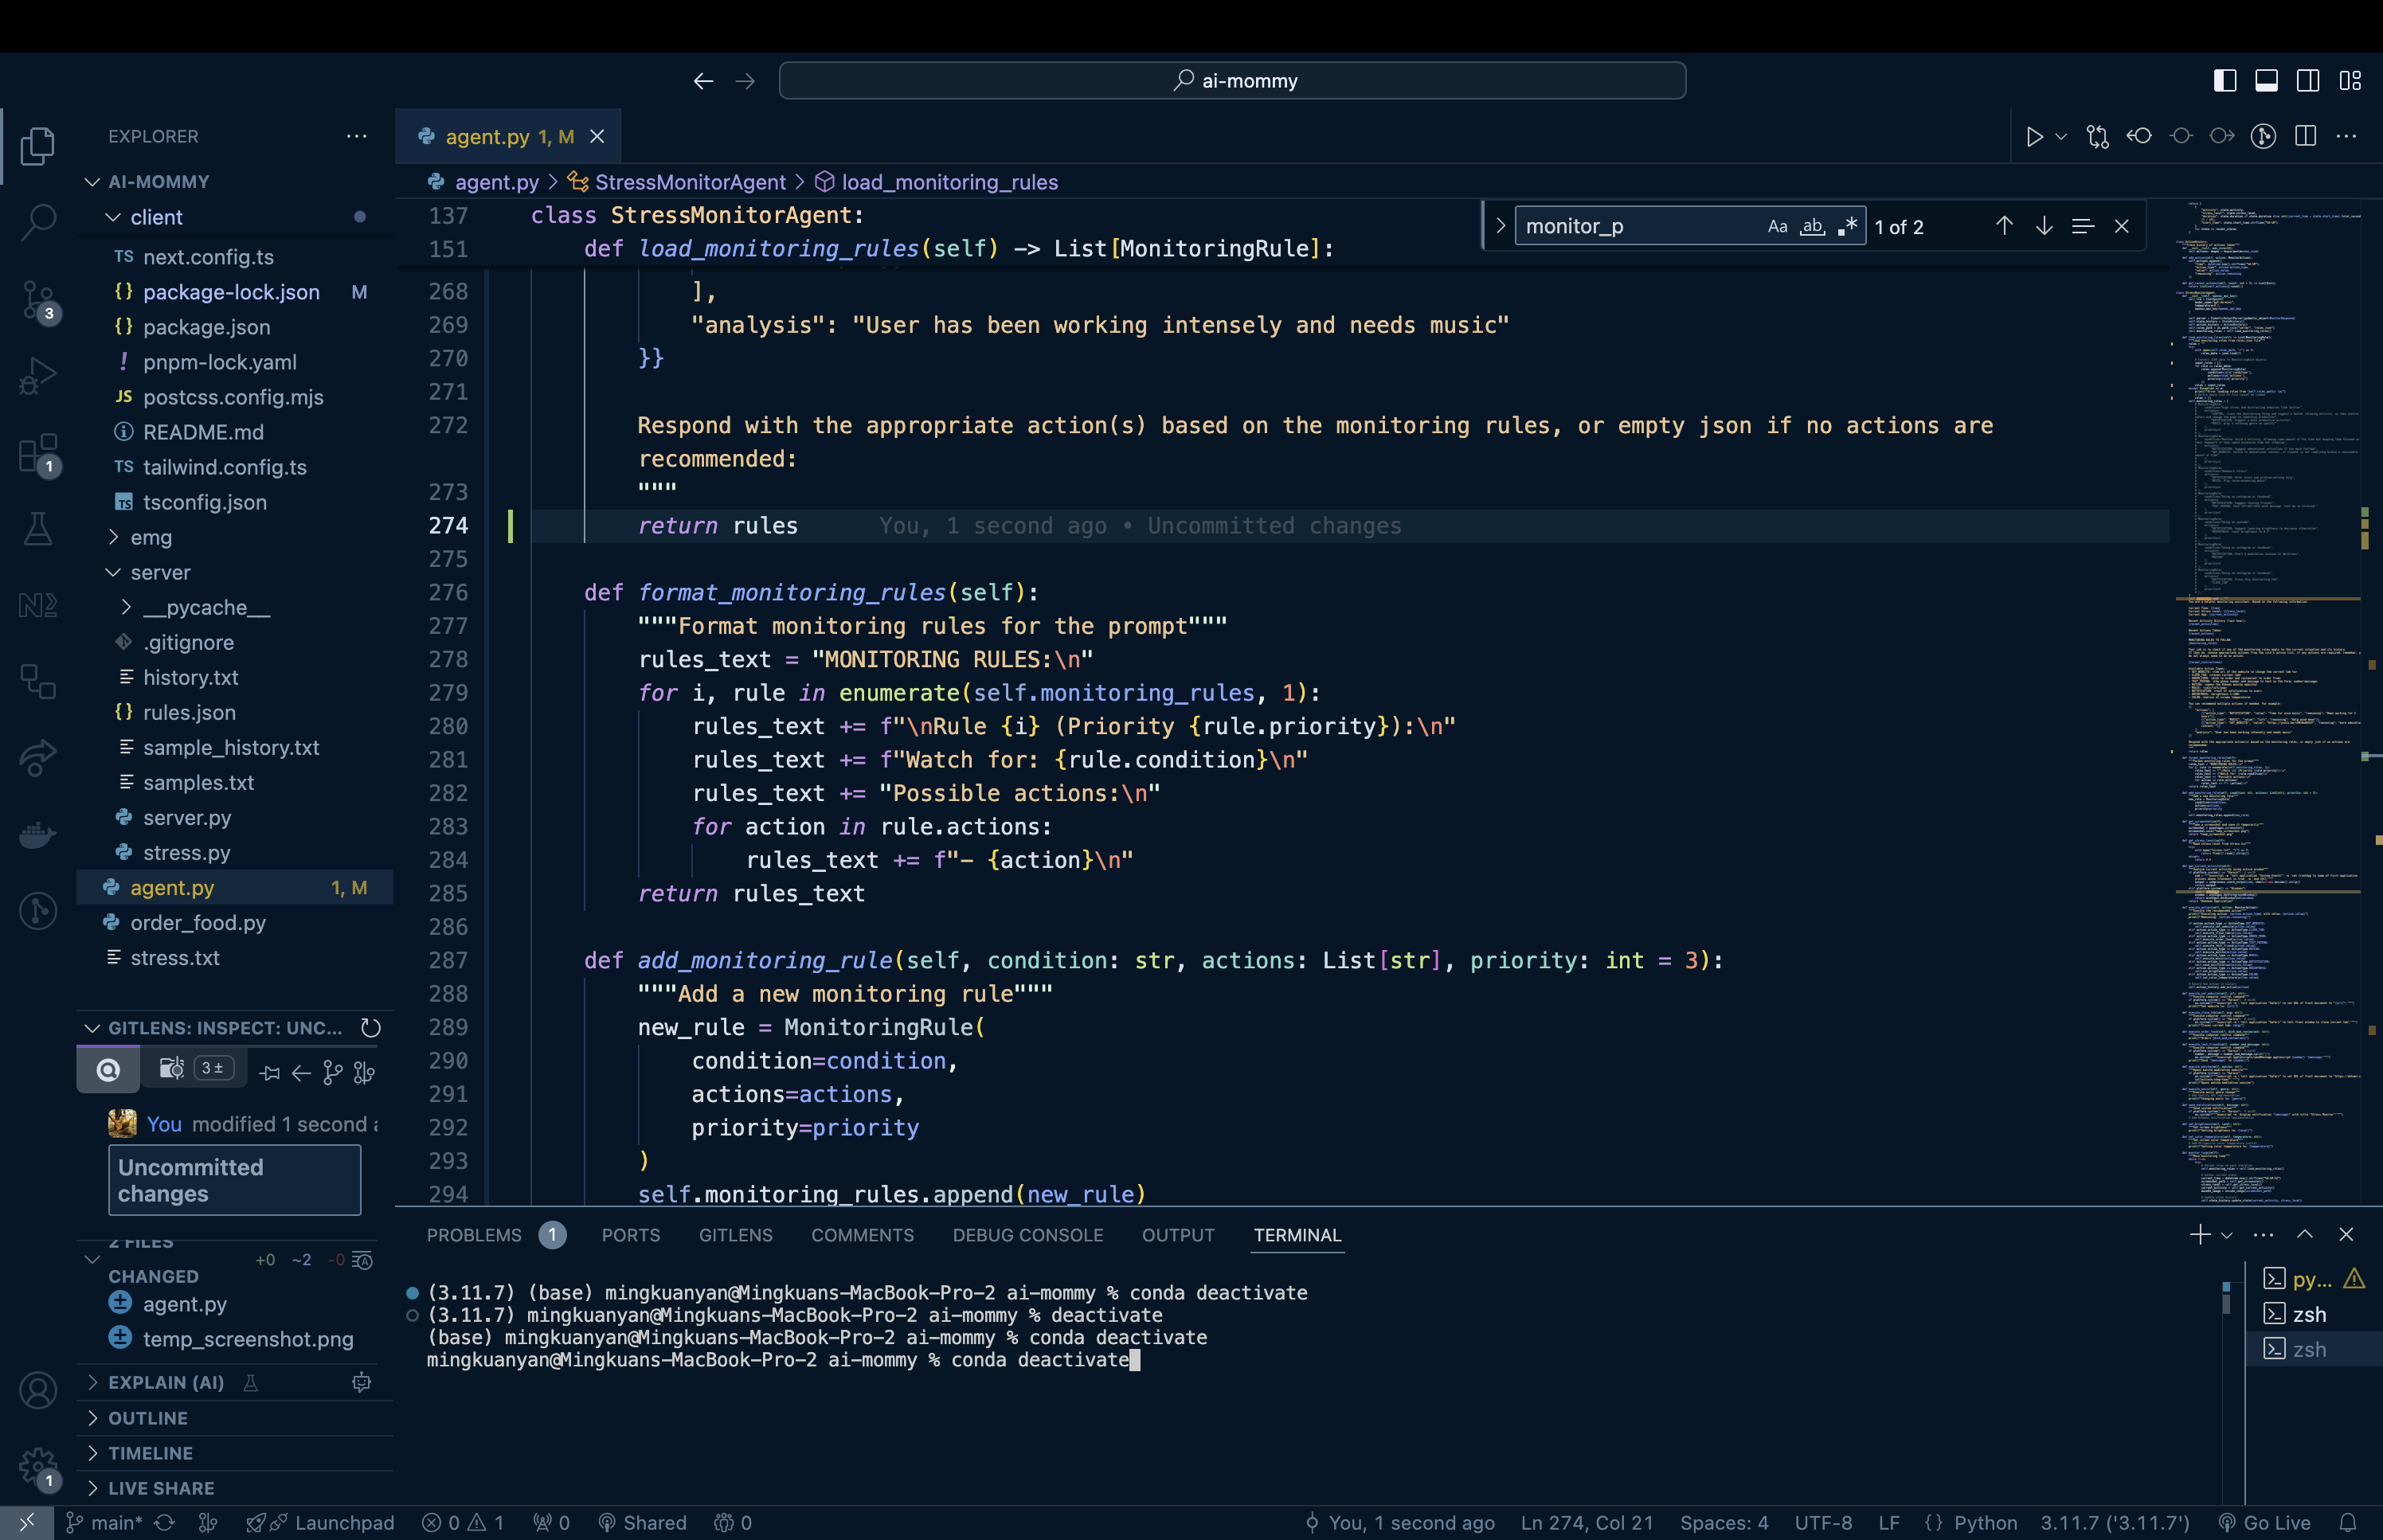 ai-mommy
EXPLORER
AI-MOMMY
client
TS next.config.ts
{} package-lock.json M
{} package.json
! pnpm-lock.yaml
JS postcss.config.mjs
README.md
TS tailwind.config.ts
TS tsconfig.json
emg
server
__pycache__
.gitignore
history.txt
{} rules.json
sample_history.txt
samples.txt
server.py
stress.py
agent.py 1, M
order_food.py
stress.txt
3
1
1
GITLENS: INSPECT: UNC...
3±
You modified 1 second a
Uncommitted
changes
2 FILES
CHANGED
+0 ~2 -0
agent.py
temp_screenshot.png
EXPLAIN (AI)
OUTLINE
TIMELINE
LIVE SHARE
agent.py 1, M
agent.py > StressMonitorAgent > load_monitoring_rules
monitor_p Aa ab .* 1 of 2
137 class StressMonitorAgent:
151 def load_monitoring_rules(self) -> List[MonitoringRule]:
268 ],
269 "analysis": "User has been working intensely and needs music"
270 }}
271
272 Respond with the appropriate action(s) based on the monitoring rules, or empty json if no actions are
recommended:
273 """
274 return rules You, 1 second ago • Uncommitted changes
275
276 def format_monitoring_rules(self):
277 """Format monitoring rules for the prompt"""
278 rules_text = "MONITORING RULES:\n"
279 for i, rule in enumerate(self.monitoring_rules, 1):
280 rules_text += f"\nRule {i} (Priority {rule.priority}):\n"
281 rules_text += f"Watch for: {rule.condition}\n"
282 rules_text += "Possible actions:\n"
283 for action in rule.actions:
284 rules_text += f"- {action}\n"
285 return rules_text
286
287 def add_monitoring_rule(self, condition: str, actions: List[str], priority: int = 3):
288 """Add a new monitoring rule"""
289 new_rule = MonitoringRule(
290 condition=condition,
291 actions=actions,
292 priority=priority
293 )
294 self.monitoring_rules.append(new_rule)
PROBLEMS 1 PORTS GITLENS COMMENTS DEBUG CONSOLE OUTPUT TERMINAL
(3.11.7) (base) mingkuanyan@Mingkuans-MacBook-Pro-2 ai-mommy % conda deactivate
(3.11.7) mingkuanyan@Mingkuans-MacBook-Pro-2 ai-mommy % deactivate
(base) mingkuanyan@Mingkuans-MacBook-Pro-2 ai-mommy % conda deactivate
mingkuanyan@Mingkuans-MacBook-Pro-2 ai-mommy % conda deactivate
py...
zsh
zsh
main* Launchpad 0 1 0 Shared 0 You, 1 second ago Ln 274, Col 21 Spaces: 4 UTF-8 LF {} Python 3.11.7 ('3.11.7') Go Live